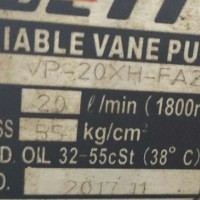 IABLE VANE PU
VP-20XH-FA2
20 ℓ/min (1800r
SS 55 kg/cm²
D. OIL 32-55cSt (38°C)
O. 2017.11